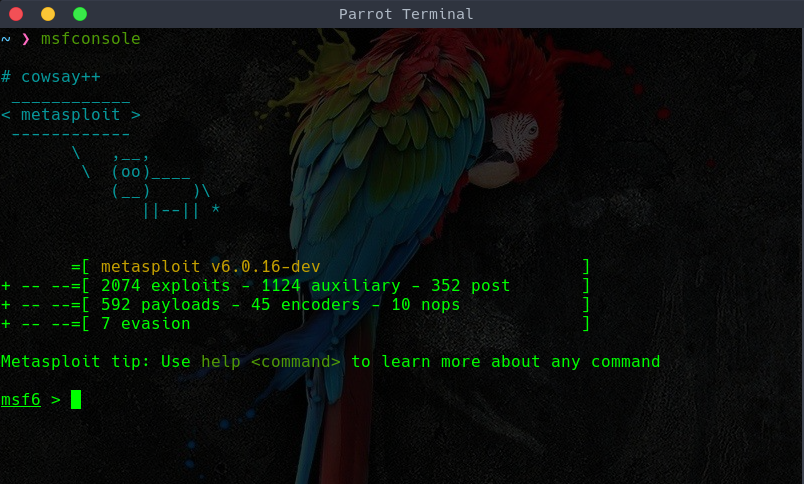 Parrot Terminal
~ ❯ msfconsole
# cowsay++
 ____________
< metasploit >
 ------------
       \   ,__,
        \  (oo)____
           (__)    )\
              ||--|| *
       =[ metasploit v6.0.16-dev                          ]
+ -- --=[ 2074 exploits - 1124 auxiliary - 352 post       ]
+ -- --=[ 592 payloads - 45 encoders - 10 nops            ]
+ -- --=[ 7 evasion                                       ]
Metasploit tip: Use help <command> to learn more about any command
msf6 >